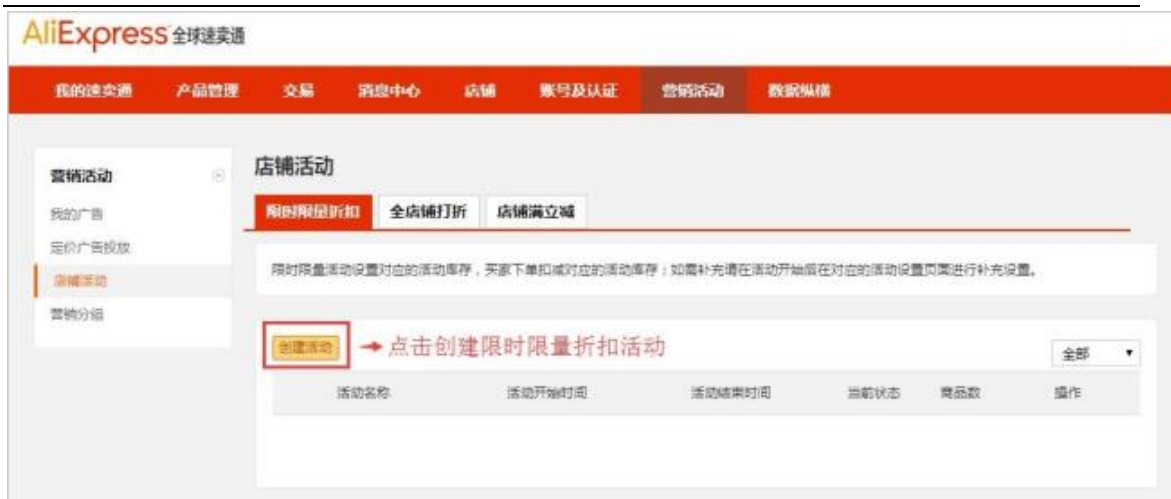 AliExpress 全球速卖通
我的速卖通 产品管理 交易 消息中心 店铺 账号及认证 营销活动 数据纵横
营销活动
我的广告
定价广告投放
店铺活动
营销分组
店铺活动
限时限量折扣 全店铺打折 店铺满立减
限时限量活动设置对应的活动库存,买家下单扣减对应的活动库存;如需补充请在活动开始后在对应的活动设置页面进行补充设置。
创建活动 点击创建限时限量折扣活动
全部
活动名称 活动开始时间 活动结束时间 当前状态 商品数 操作